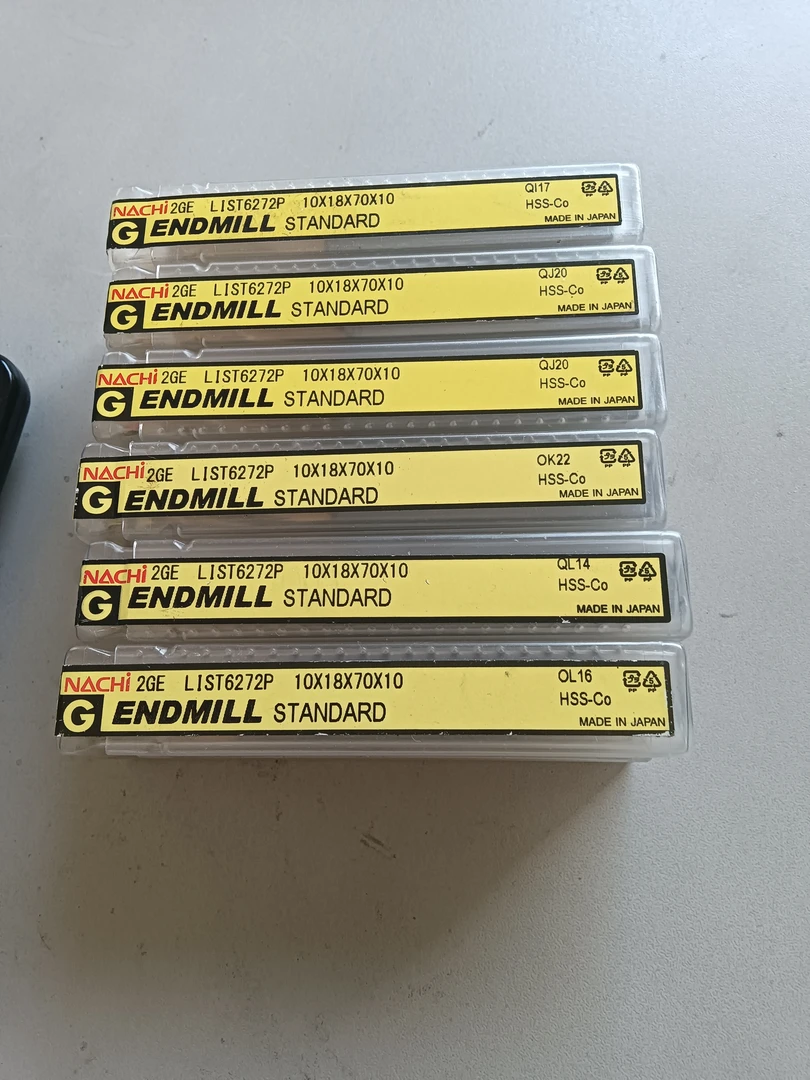 NACHi 2GE LIST6272P 10X18X70X10 QI17
HSS-Co
G ENDMILL STANDARD MADE IN JAPAN
NACHi 2GE LIST6272P 10X18X70X10 QJ20
HSS-Co
G ENDMILL STANDARD MADE IN JAPAN
NACHi 2GE LIST6272P 10X18X70X10 QJ20
HSS-Co
G ENDMILL STANDARD MADE IN JAPAN
NACHi 2GE LIST6272P 10X18X70X10 OK22
HSS-Co
G ENDMILL STANDARD MADE IN JAPAN
NACHi 2GE LIST6272P 10X18X70X10 QL14
HSS-Co
G ENDMILL STANDARD MADE IN JAPAN
NACHi 2GE LIST6272P 10X18X70X10 OL16
HSS-Co
G ENDMILL STANDARD MADE IN JAPAN